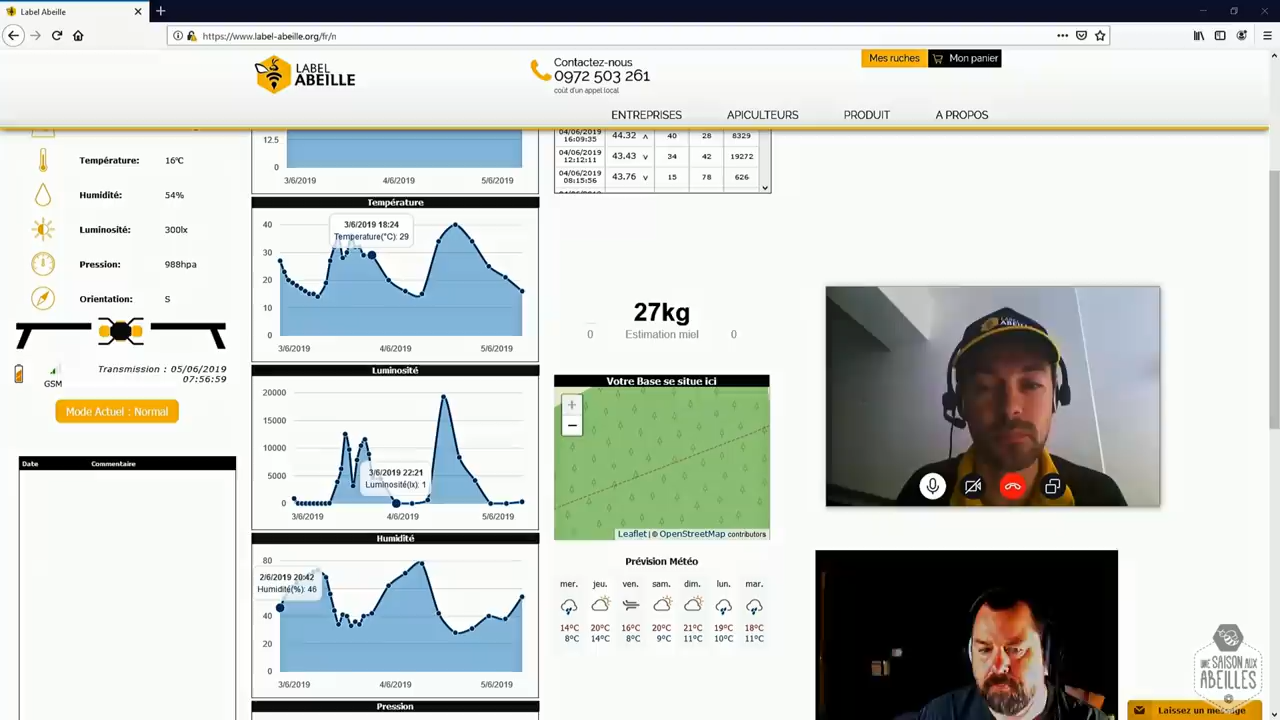 Label Abeille
https://www.label-abeille.org/fr/n
LABEL
ABEILLE
Contactez-nous
0972 503 261
coût d'un appel local
Mes ruches
Mon panier
ENTREPRISES
APICULTEURS
PRODUIT
A PROPOS
Température: 16°C
Humidité: 54%
Luminosité: 300lx
Pression: 988hpa
Orientation: S
GSM
Transmission : 05/06/2019
07:56:59
Mode Actuel : Normal
Date Commentaire
12.5
0
3/6/2019 4/6/2019 5/6/2019
Température
3/6/2019 18:24
Temperature(°C): 29
40
30
20
10
0
3/6/2019 4/6/2019 5/6/2019
Luminosité
20000
15000
10000
5000
0
3/6/2019 22:21
Luminosité(lx): 1
3/6/2019 4/6/2019 5/6/2019
Humidité
80
40
20
0
2/6/2019 20:42
Humidité(%): 46
3/6/2019 4/6/2019 5/6/2019
Pression
04/06/2019
16:09:35
44.32 ʌ 40 28 8329
04/06/2019
12:12:11
43.43 v 34 42 19272
04/06/2019
08:15:56
43.76 v 15 78 626
27kg
0 Estimation miel 0
Votre Base se situe ici
+
−
Leaflet | © OpenStreetMap contributors
Prévision Météo
mer. jeu. ven. sam. dim. lun. mar.
14°C 20°C 16°C 20°C 21°C 19°C 18°C
8°C 14°C 8°C 9°C 11°C 10°C 11°C
LABEL
ABEILLE
UNE
SAISON AUX
ABEILLES
Laissez un message